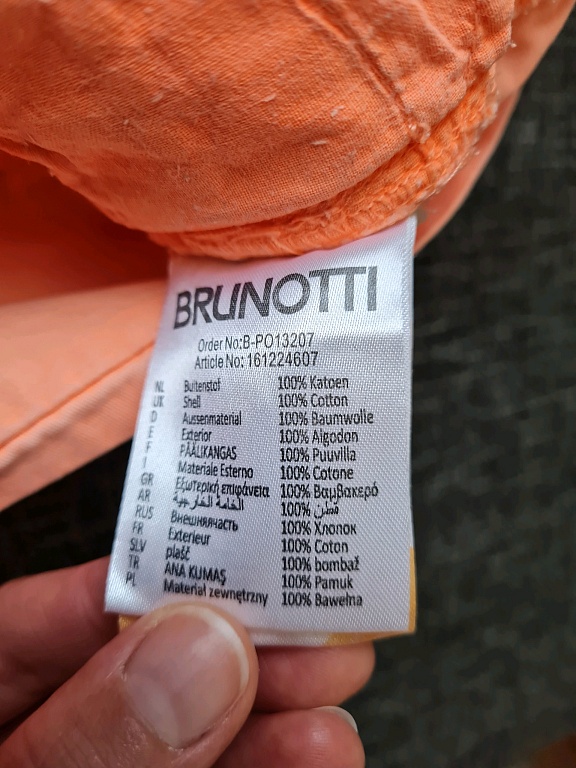 BRUNOTTI
Order No:B-PO13207
Article No: 161224607
NL Buitenstof 100% Katoen
UK Shell 100% Cotton
D Aussenmaterial 100% Baumwolle
E Exterior 100% Algodon
F PÄÄLIKANGAS 100% Puuvilla
I Materiale Esterno 100% Cotone
GR Εξωτερική επιφάνεια 100% Βαμβακερό
AR الخامة الخارجية 100% قطن
RUS Внешняячасть 100% Хлопок
FR Exterieur 100% Coton
SLV plašč 100% bombaž
TR ANA KUMAŞ 100% Pamuk
PL Materiał zewnętrzny 100% Bawełna